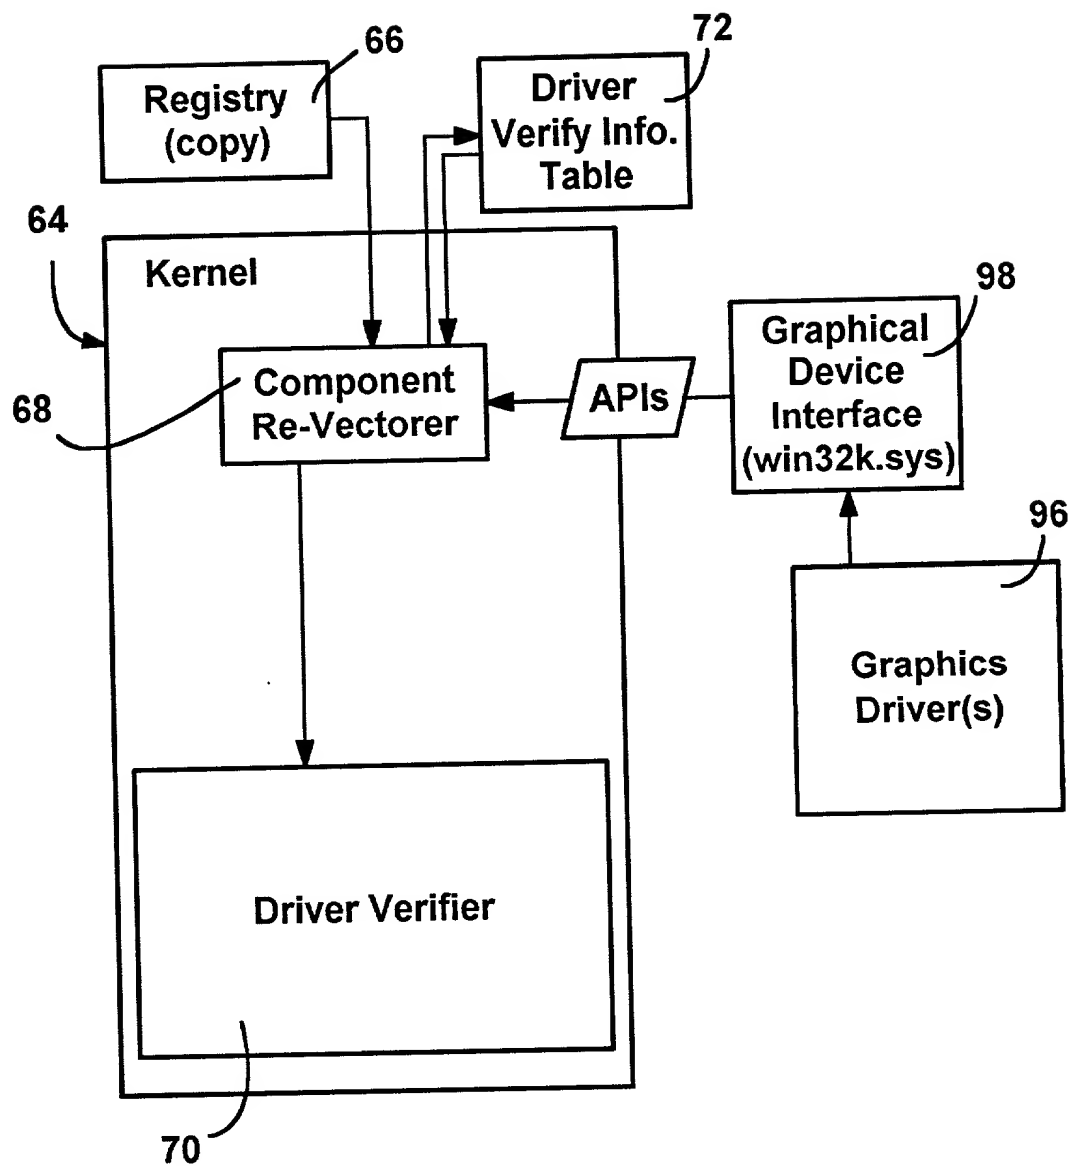 66
72
Registry
(copy)
Driver
Verify Info.
Table
64
Kernel
98
Graphical
Device
Interface
(win32k.sys)
Component
Re-Vectorer
APIs
68
96
Graphics
Driver(s)
Driver Verifier
70